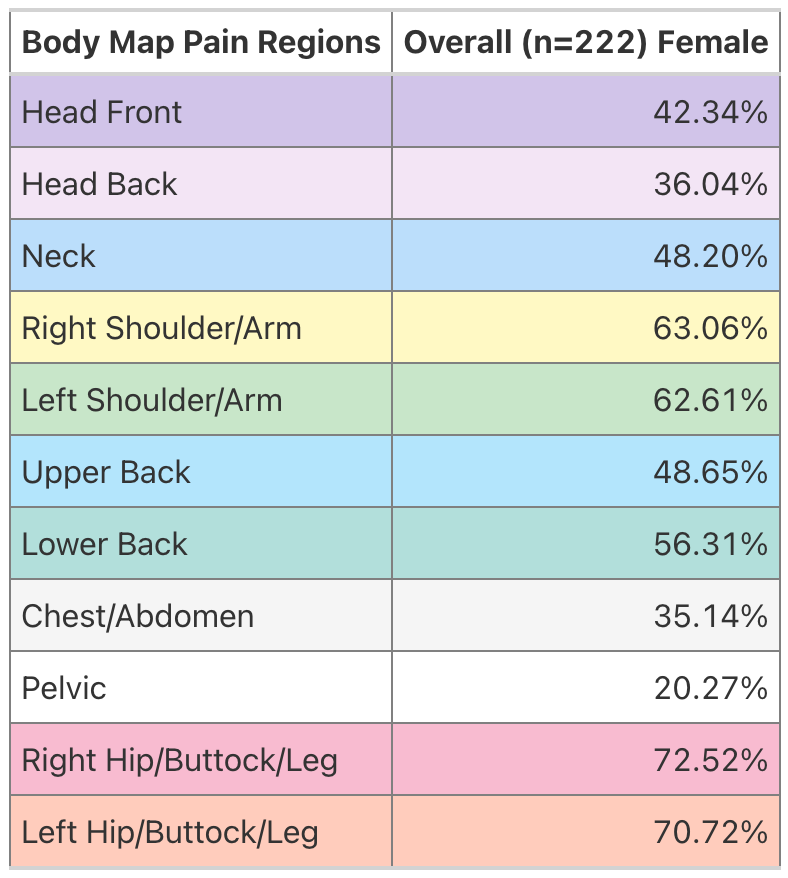 Body Map Pain Regions Overall (n=222) Female
Head Front 42.34%
Head Back 36.04%
Neck 48.20%
Right Shoulder/Arm 63.06%
Left Shoulder/Arm 62.61%
Upper Back 48.65%
Lower Back 56.31%
Chest/Abdomen 35.14%
Pelvic 20.27%
Right Hip/Buttock/Leg 72.52%
Left Hip/Buttock/Leg 70.72%